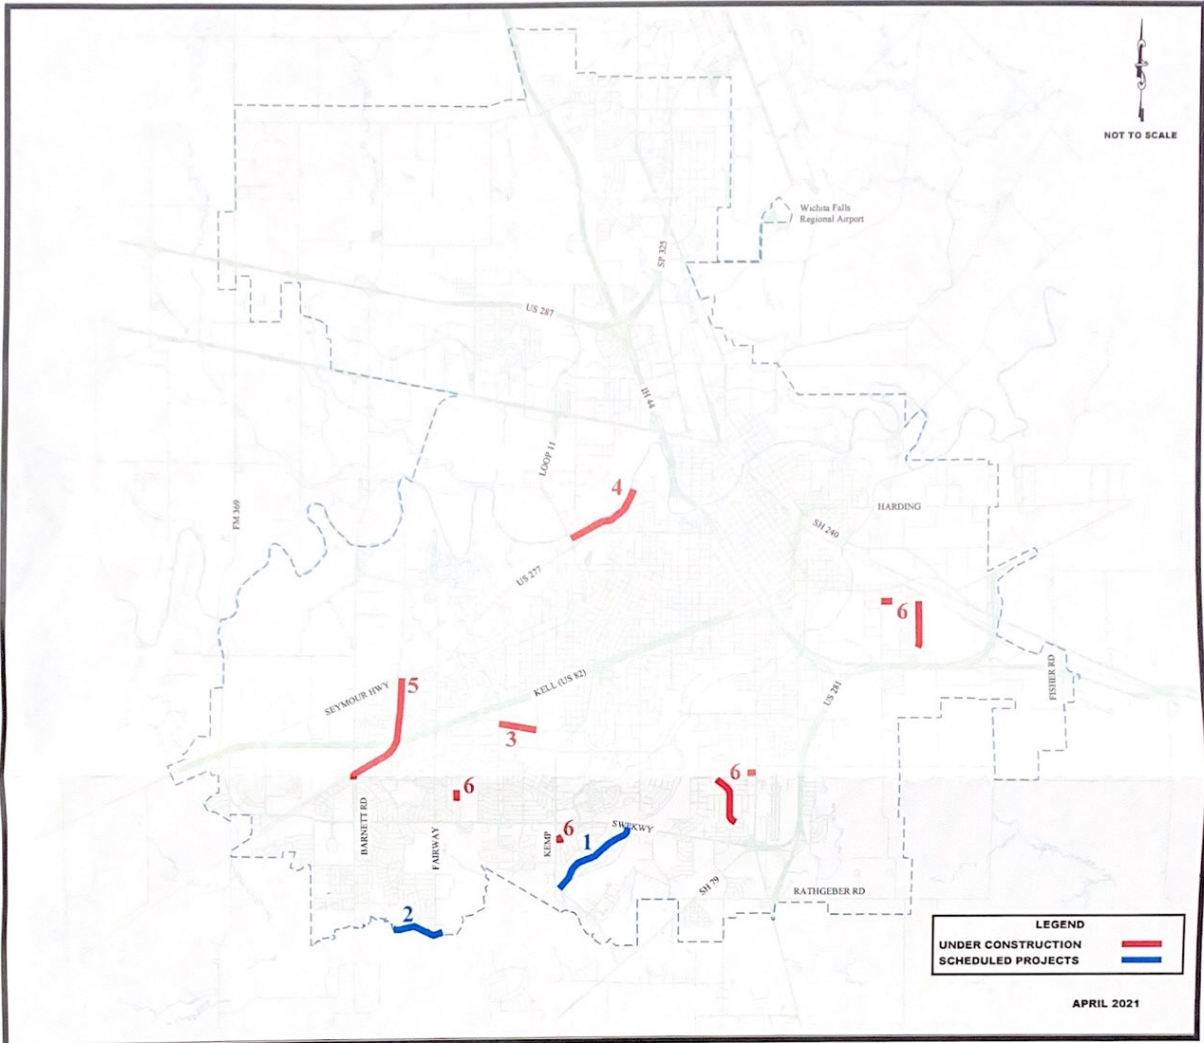 NOT TO SCALE
Wichita Falls
Regional Airport
SP 325
US 287
IH 44
LOOP 11
4
HARDING
FM 369
SH 240
US 277
6
FISHER RD
SEYMOUR HWY
5
KELL (US 82)
US 281
3
6
6
BARNETT RD
FAIRWAY
KEMP
6
1
SWPKWY
SH 79
RATHGEBER RD
2
LEGEND
UNDER CONSTRUCTION
SCHEDULED PROJECTS
APRIL 2021